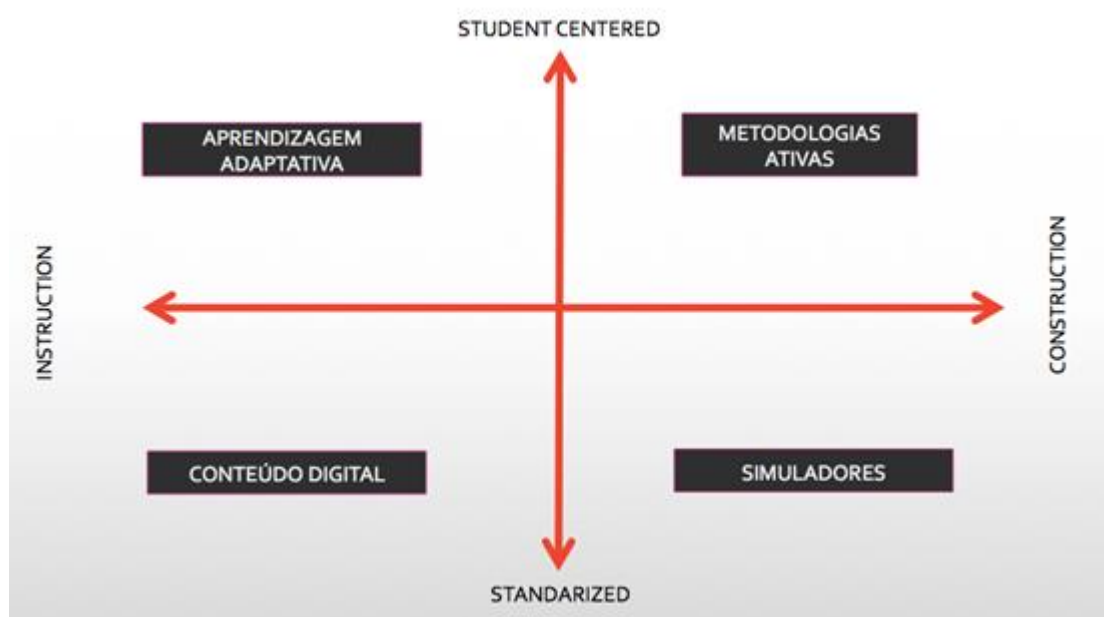 STUDENT CENTERED
APRENDIZAGEM
ADAPTATIVA
METODOLOGIAS
ATIVAS
INSTRUCTION
CONSTRUCTION
CONTEÚDO DIGITAL
SIMULADORES
STANDARIZED